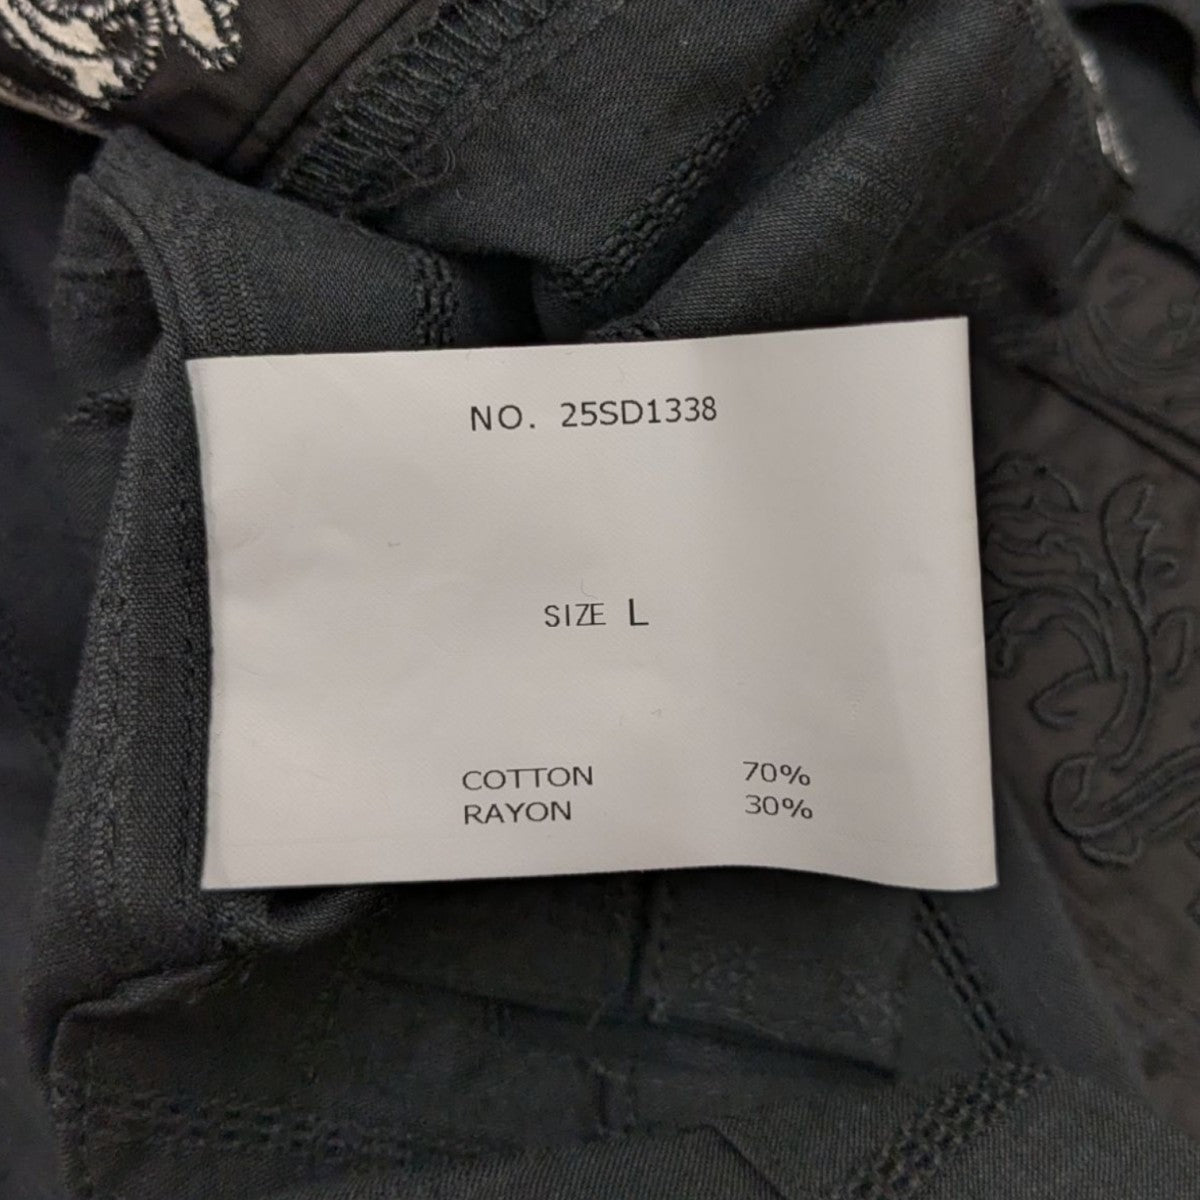 NO. 25SD1338
SIZE L
COTTON 70%
RAYON 30%